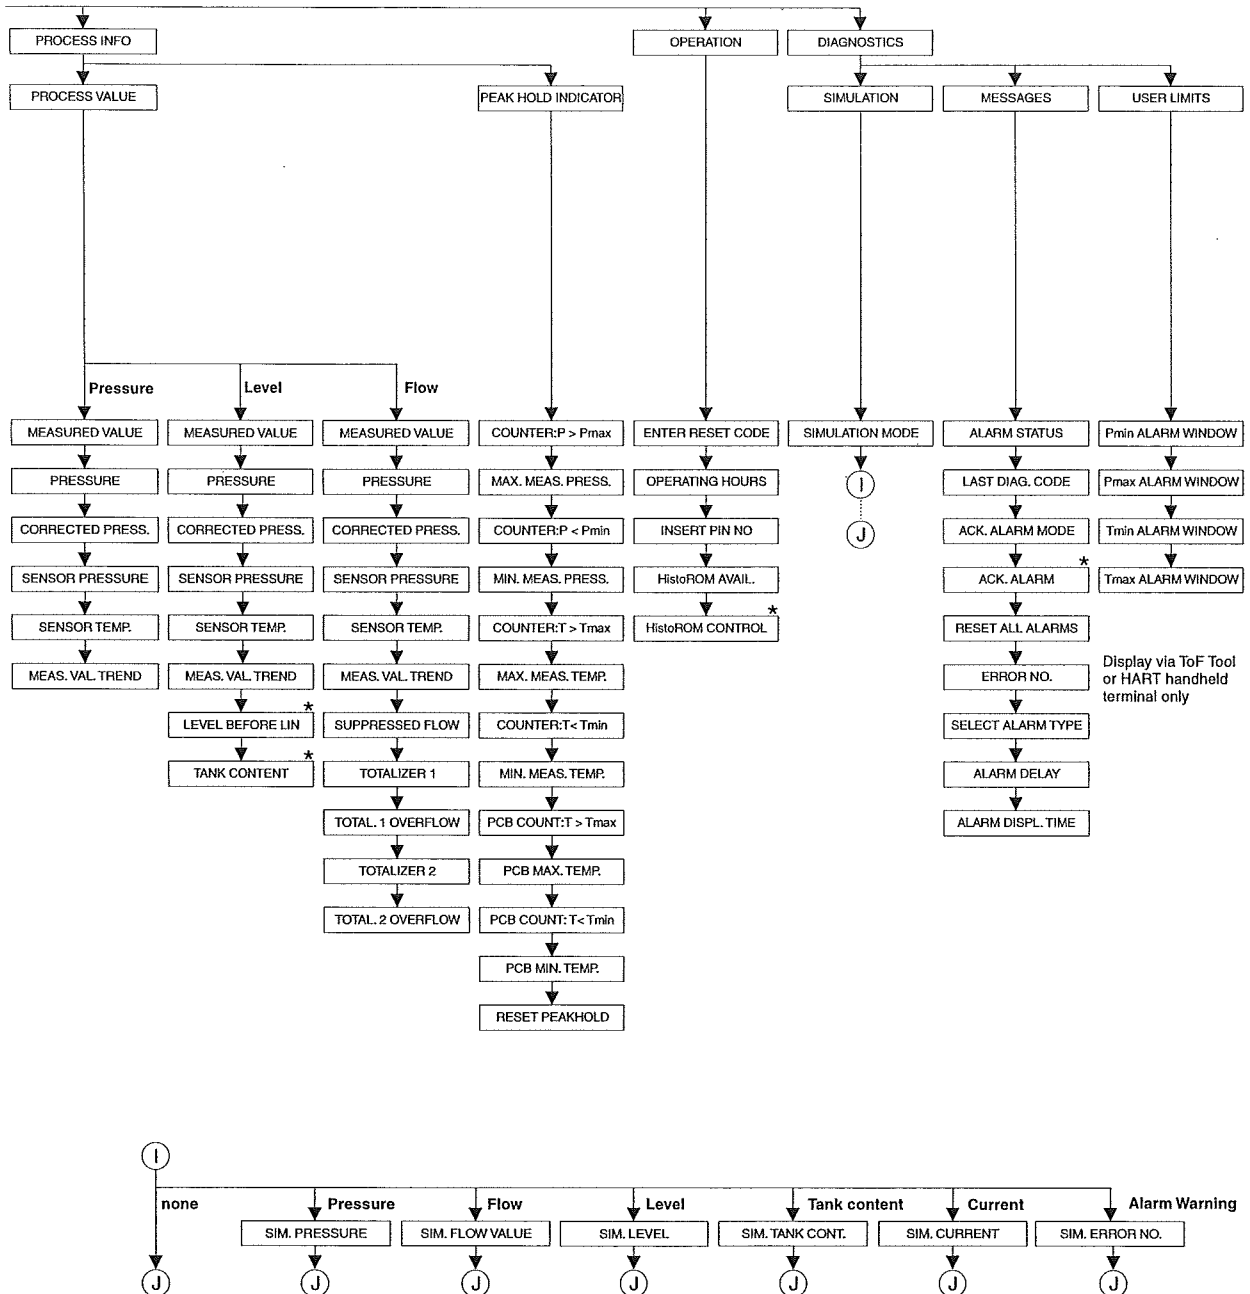 PROCESS INFO
OPERATION
DIAGNOSTICS
PROCESS VALUE
PEAK HOLD INDICATOR
SIMULATION
MESSAGES
USER LIMITS
Pressure
Level
Flow
MEASURED VALUE
PRESSURE
CORRECTED PRESS.
SENSOR PRESSURE
SENSOR TEMP.
MEAS. VAL. TREND
MEASURED VALUE
PRESSURE
CORRECTED PRESS.
SENSOR PRESSURE
SENSOR TEMP.
MEAS. VAL. TREND
LEVEL BEFORE LIN *
TANK CONTENT *
MEASURED VALUE
PRESSURE
CORRECTED PRESS.
SENSOR PRESSURE
SENSOR TEMP.
MEAS. VAL. TREND
SUPPRESSED FLOW
TOTALIZER 1
TOTAL. 1 OVERFLOW
TOTALIZER 2
TOTAL. 2 OVERFLOW
COUNTER:P > Pmax
MAX. MEAS. PRESS.
COUNTER:P < Pmin
MIN. MEAS. PRESS.
COUNTER:T > Tmax
MAX. MEAS. TEMP.
COUNTER:T< Tmin
MIN. MEAS. TEMP.
PCB COUNT:T > Tmax
PCB MAX. TEMP.
PCB COUNT: T< Tmin
PCB MIN. TEMP.
RESET PEAKHOLD
ENTER RESET CODE
OPERATING HOURS
INSERT PIN NO
HistoROM AVAIL.
HistoROM CONTROL *
SIMULATION MODE
I
J
ALARM STATUS
LAST DIAG. CODE
ACK. ALARM MODE
ACK. ALARM *
RESET ALL ALARMS
ERROR NO.
SELECT ALARM TYPE
ALARM DELAY
ALARM DISPL. TIME
Pmin ALARM WINDOW
Pmax ALARM WINDOW
Tmin ALARM WINDOW
Tmax ALARM WINDOW
Display via ToF Tool
or HART handheld
terminal only
I
none
Pressure
Flow
Level
Tank content
Current
Alarm Warning
SIM. PRESSURE
SIM. FLOW VALUE
SIM. LEVEL
SIM. TANK CONT.
SIM. CURRENT
SIM. ERROR NO.
J
J
J
J
J
J
J